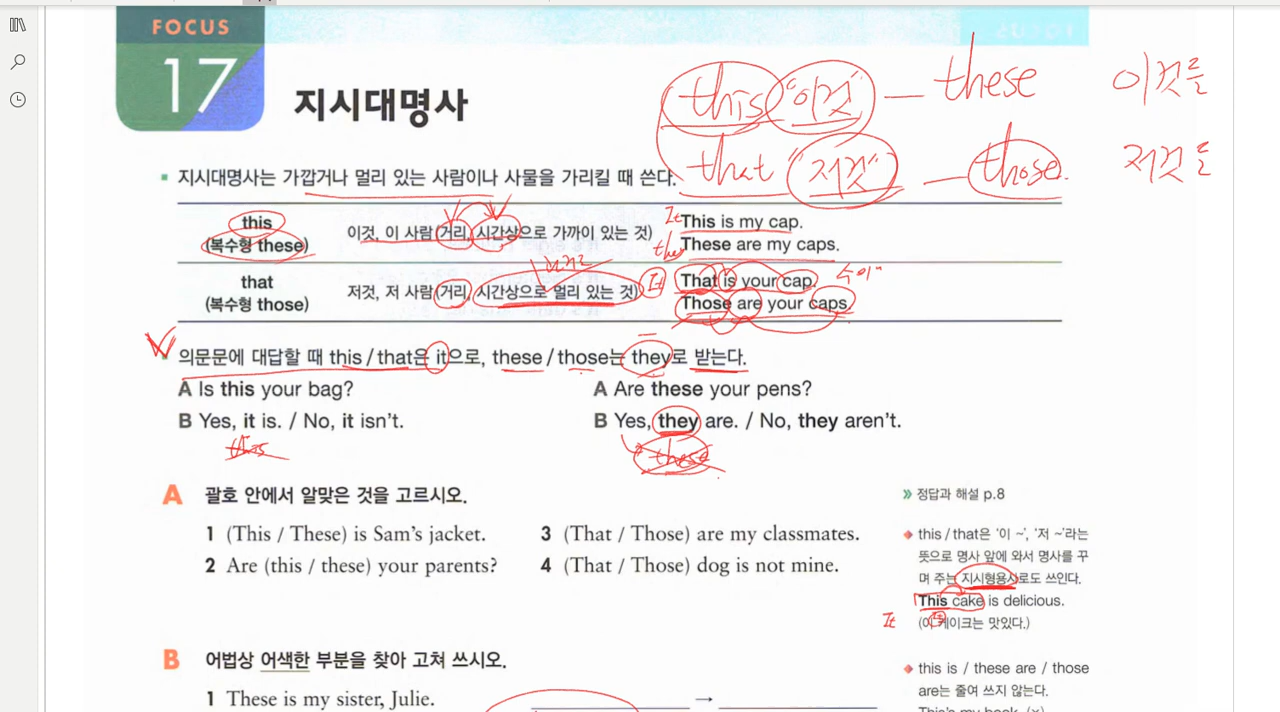 FOCUS
17
지시대명사
this "이것" — these 이것들
that "저것" — those. 저것들
지시대명사는 가깝거나 멀리 있는 사람이나 사물을 가리킬 때 쓴다.
this
(복수형 these)
이것, 이 사람(거리, 시간상으로 가까이 있는 것)
It
This is my cap.
they
These are my caps.
that
(복수형 those)
저것, 저 사람(거리, 시간상으로 멀리 있는 것)
It
That is your cap.
Those are your caps.
의문문에 대답할 때 this / that은 it으로, these / those는 they로 받는다.
A Is this your bag?
B Yes, it is. / No, it isn't.
this
A Are these your pens?
B Yes, they are. / No, they aren't.
these
A 괄호 안에서 알맞은 것을 고르시오.
1 (This / These) is Sam's jacket.
2 Are (this / these) your parents?
3 (That / Those) are my classmates.
4 (That / Those) dog is not mine.
» 정답과 해설 p.8
this / that은 '이 ~', '저 ~'라는
뜻으로 명사 앞에 와서 명사를 꾸
며 주는 지시형용사로도 쓰인다.
This cake is delicious.
It
(이 케이크는 맛있다.)
B 어법상 어색한 부분을 찾아 고쳐 쓰시오.
1 These is my sister, Julie.
→
this is / these are / those
are는 줄여 쓰지 않는다.
This's my book. (×)